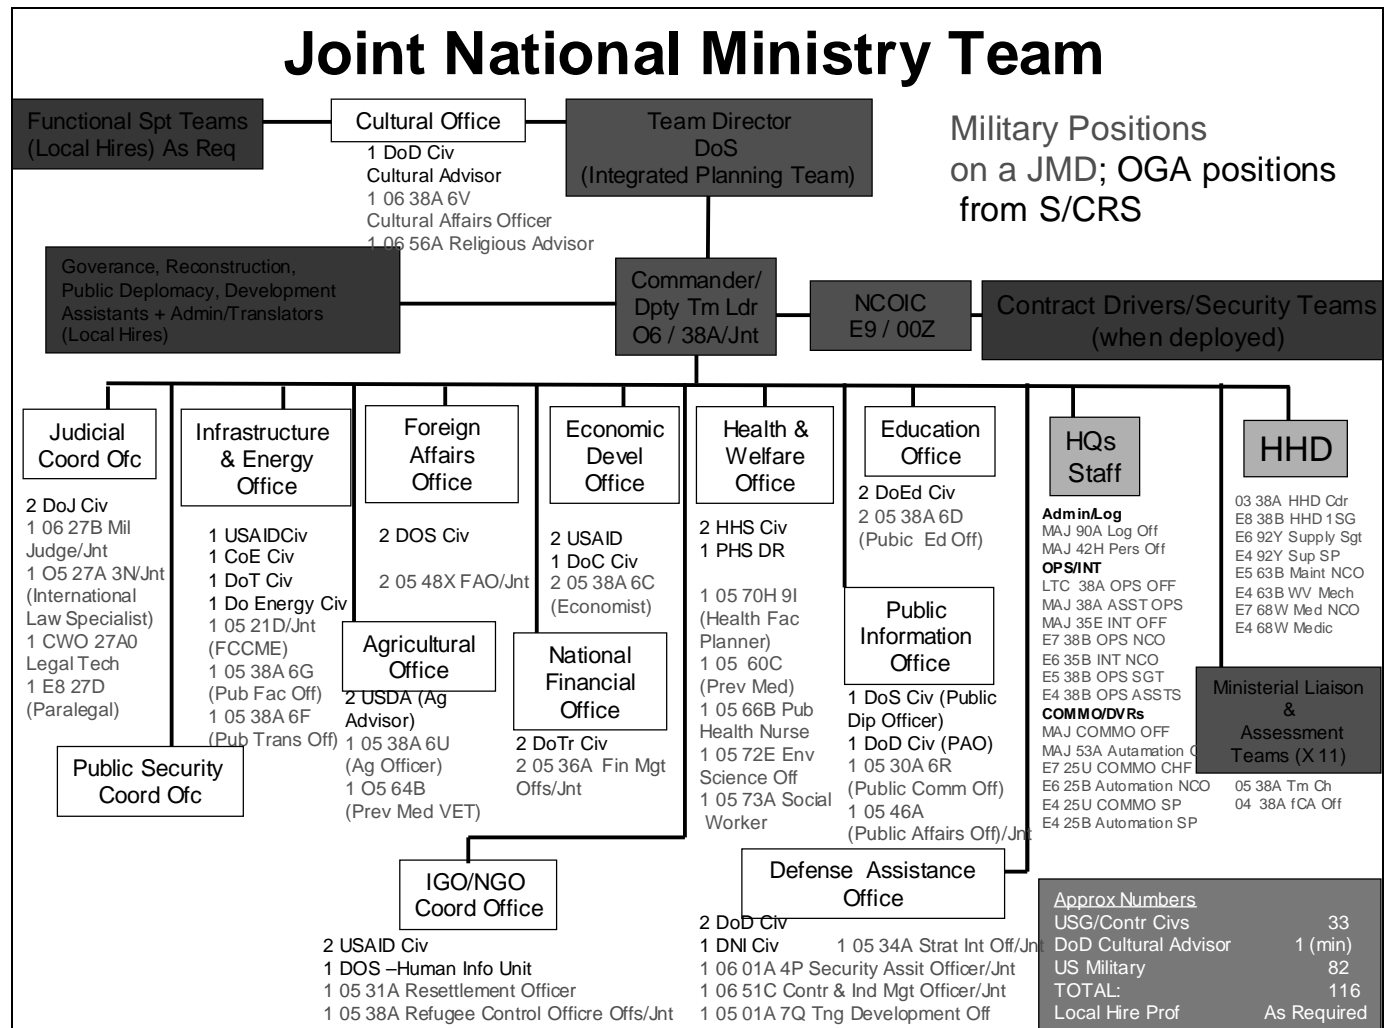 Joint National Ministry Team
Functional Spt Teams
(Local Hires) As Req
Cultural Office
1 DoD Civ
Cultural Advisor
1 06 38A 6V
Cultural Affairs Officer
1 06 56A Religious Advisor
Team Director
DoS
(Integrated Planning Team)
Military Positions
on a JMD; OGA positions
from S/CRS
Goverance, Reconstruction,
Public Deplomacy, Development
Assistants + Admin/Translators
(Local Hires)
Commander/
Dpty Tm Ldr
O6 / 38A/Jnt
NCOIC
E9 / 00Z
Contract Drivers/Security Teams
(when deployed)
Judicial
Coord Ofc
2 DoJ Civ
1 06 27B Mil
Judge/Jnt
1 O5 27A 3N/Jnt
(International
Law Specialist)
1 CWO 27A0
Legal Tech
1 E8 27D
(Paralegal)
Public Security
Coord Ofc
Infrastructure
& Energy
Office
1 USAIDCiv
1 CoE Civ
1 DoT Civ
1 Do Energy Civ
1 05 21D/Jnt
(FCCME)
1 05 38A 6G
(Pub Fac Off)
1 05 38A 6F
(Pub Trans Off)
Foreign
Affairs
Office
2 DOS Civ
2 05 48X FAO/Jnt
Agricultural
Office
2 USDA (Ag
Advisor)
1 05 38A 6U
(Ag Officer)
1 O5 64B
(Prev Med VET)
Economic
Devel
Office
2 USAID
1 DoC Civ
2 05 38A 6C
(Economist)
National
Financial
Office
2 DoTr Civ
2 05 36A Fin Mgt
Offs/Jnt
IGO/NGO
Coord Office
2 USAID Civ
1 DOS –Human Info Unit
1 05 31A Resettlement Officer
1 05 38A Refugee Control Officre Offs/Jnt
Health &
Welfare
Office
2 HHS Civ
1 PHS DR
1 05 70H 9I
(Health Fac
Planner)
1 05 60C
(Prev Med)
1 05 66B Pub
Health Nurse
1 05 72E Env
Science Off
1 05 73A Social
Worker
Education
Office
2 DoEd Civ
2 05 38A 6D
(Pubic Ed Off)
Public
Information
Office
1 DoS Civ (Public
Dip Officer)
1 DoD Civ (PAO)
1 05 30A 6R
(Public Comm Off)
1 05 46A
(Public Affairs Off)/Jnt
Defense Assistance
Office
2 DoD Civ
1 DNI Civ 1 05 34A Strat Int Off/Jnt
1 06 01A 4P Security Assit Officer/Jnt
1 06 51C Contr & Ind Mgt Officer/Jnt
1 05 01A 7Q Tng Development Off
HQs
Staff
Admin/Log
MAJ 90A Log Off
MAJ 42H Pers Off
OPS/INT
LTC 38A OPS OFF
MAJ 38A ASST OPS
MAJ 35E INT OFF
E7 38B OPS NCO
E6 35B INT NCO
E5 38B OPS SGT
E4 38B OPS ASSTS
COMMO/DVRs
MAJ COMMO OFF
MAJ 53A Autamation
E7 25U COMMO CHF
E6 25B Automation NCO
E4 25U COMMO SP
E4 25B Automation SP
HHD
03 38A HHD Cdr
E8 38B HHD 1SG
E6 92Y Supply Sgt
E4 92Y Sup SP
E5 63B Maint NCO
E4 63B WV Mech
E7 68W Med NCO
E4 68W Medic
Ministerial Liaison
&
Assessment
Teams (X 11)
05 38A Tm Ch
04 38A fCA Off
Approx Numbers
USG/Contr Civs 33
DoD Cultural Advisor 1 (min)
US Military 82
TOTAL: 116
Local Hire Prof As Required